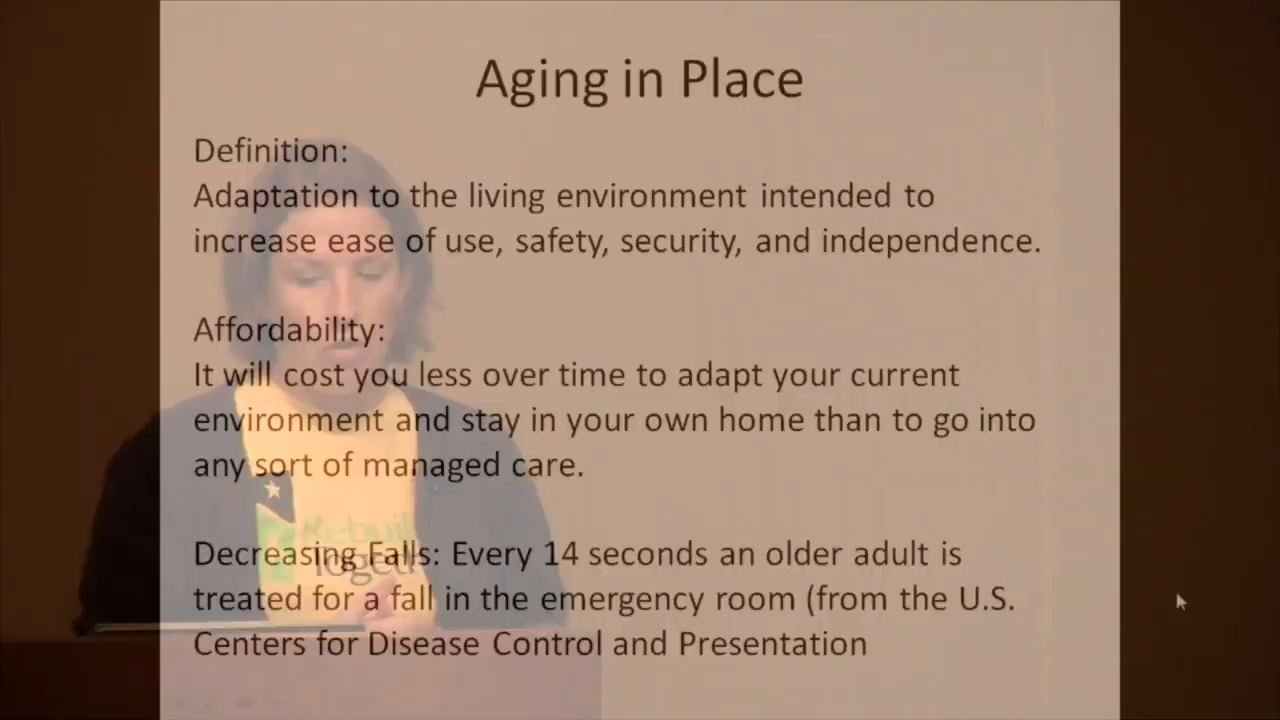 Aging in Place
Definition:
Adaptation to the living environment intended to
increase ease of use, safety, security, and independence.
Affordability:
It will cost you less over time to adapt your current
environment and stay in your own home than to go into
any sort of managed care.
Decreasing Falls: Every 14 seconds an older adult is
treated for a fall in the emergency room (from the U.S.
Centers for Disease Control and Presentation